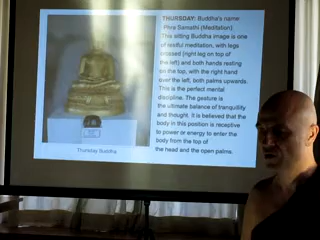 THURSDAY: Buddha's name
Phra Samathi (Meditation)
This sitting Buddha image is one
of restful meditation, with legs
crossed (right leg on top of
the left) and both hands resting
on the top, with the right hand
over the left, both palms upwards.
This is the perfect mental
discipline. The gesture is
the ultimate balance of tranquility
and thought. It is believed that the
body in this position is receptive
to power or energy to enter the
body from the top of
the head and the open palms.
Thursday Buddha